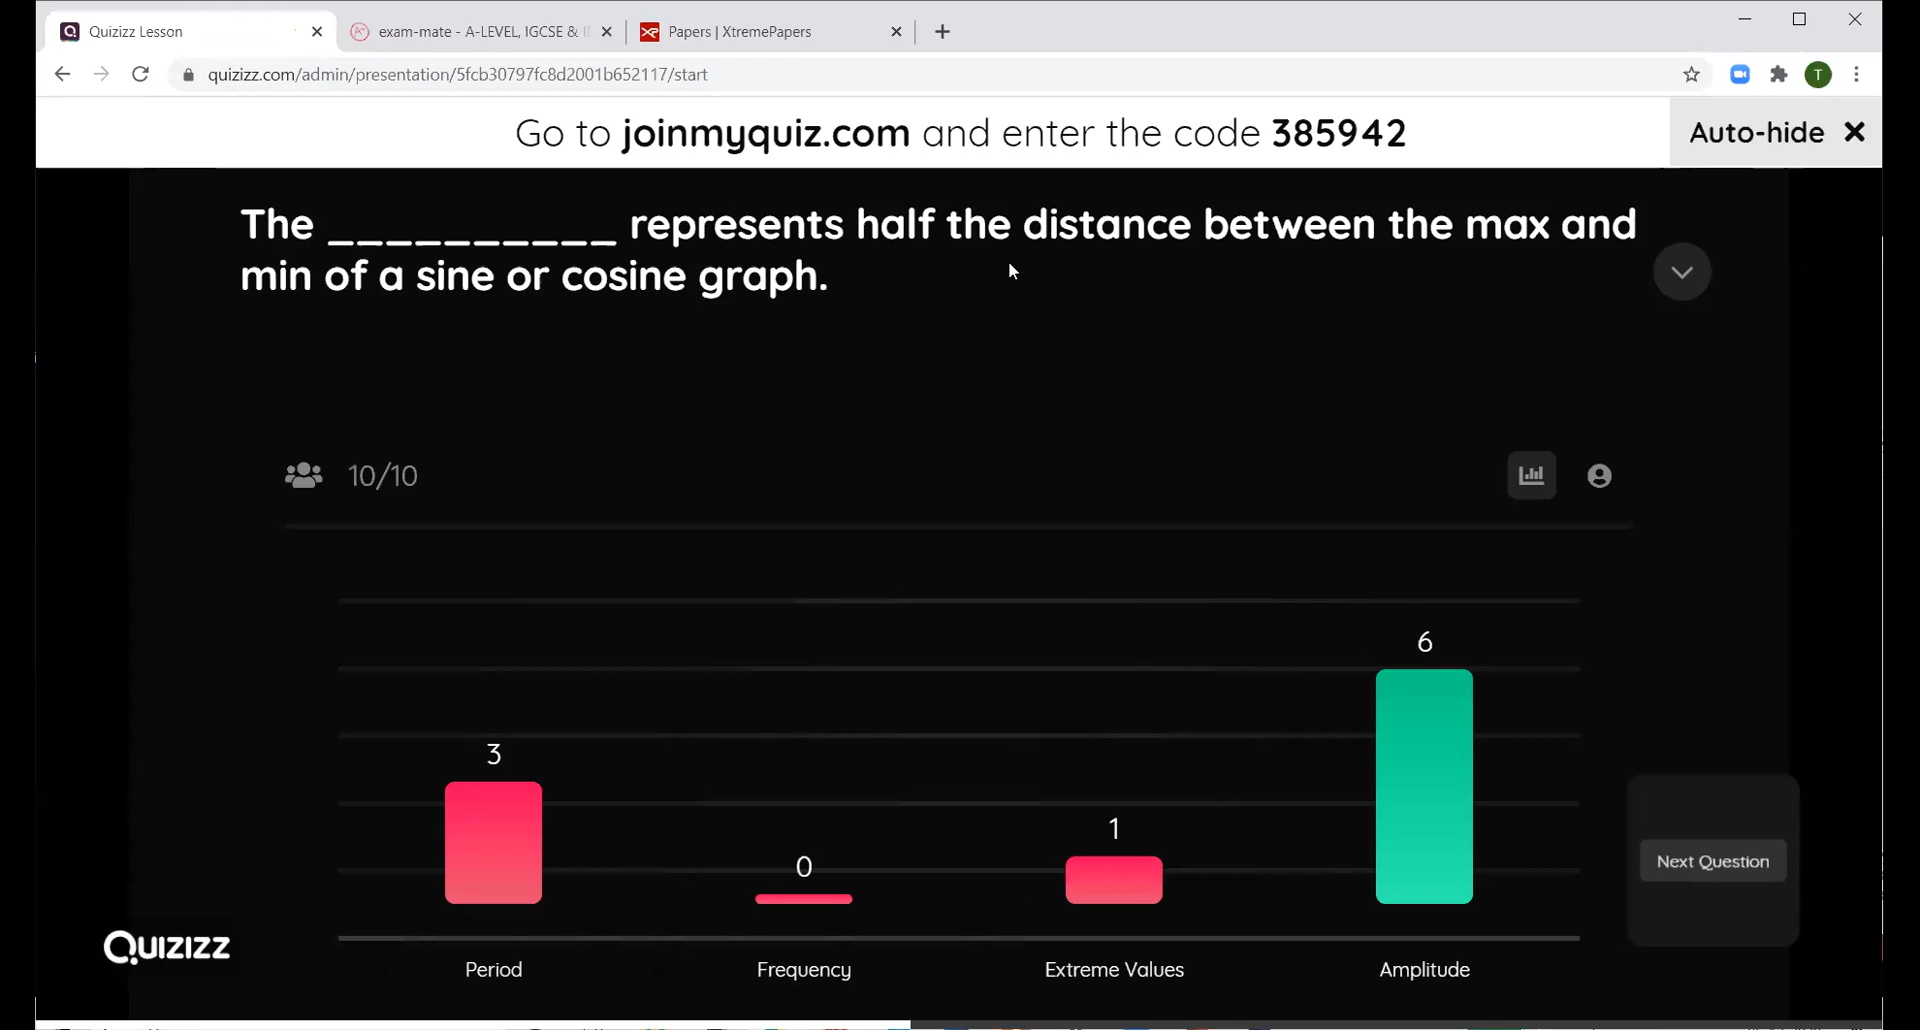 Quizizz Lesson
exam-mate - A-LEVEL, IGCSE &
Papers | XtremePapers
quizizz.com/admin/presentation/5fcb30797fc8d2001b652117/start
T
Go to joinmyquiz.com and enter the code 385942
Auto-hide
The __________ represents half the distance between the max and
min of a sine or cosine graph.
10/10
6
3
1
0
Next Question
Quizizz
Period Frequency Extreme Values Amplitude